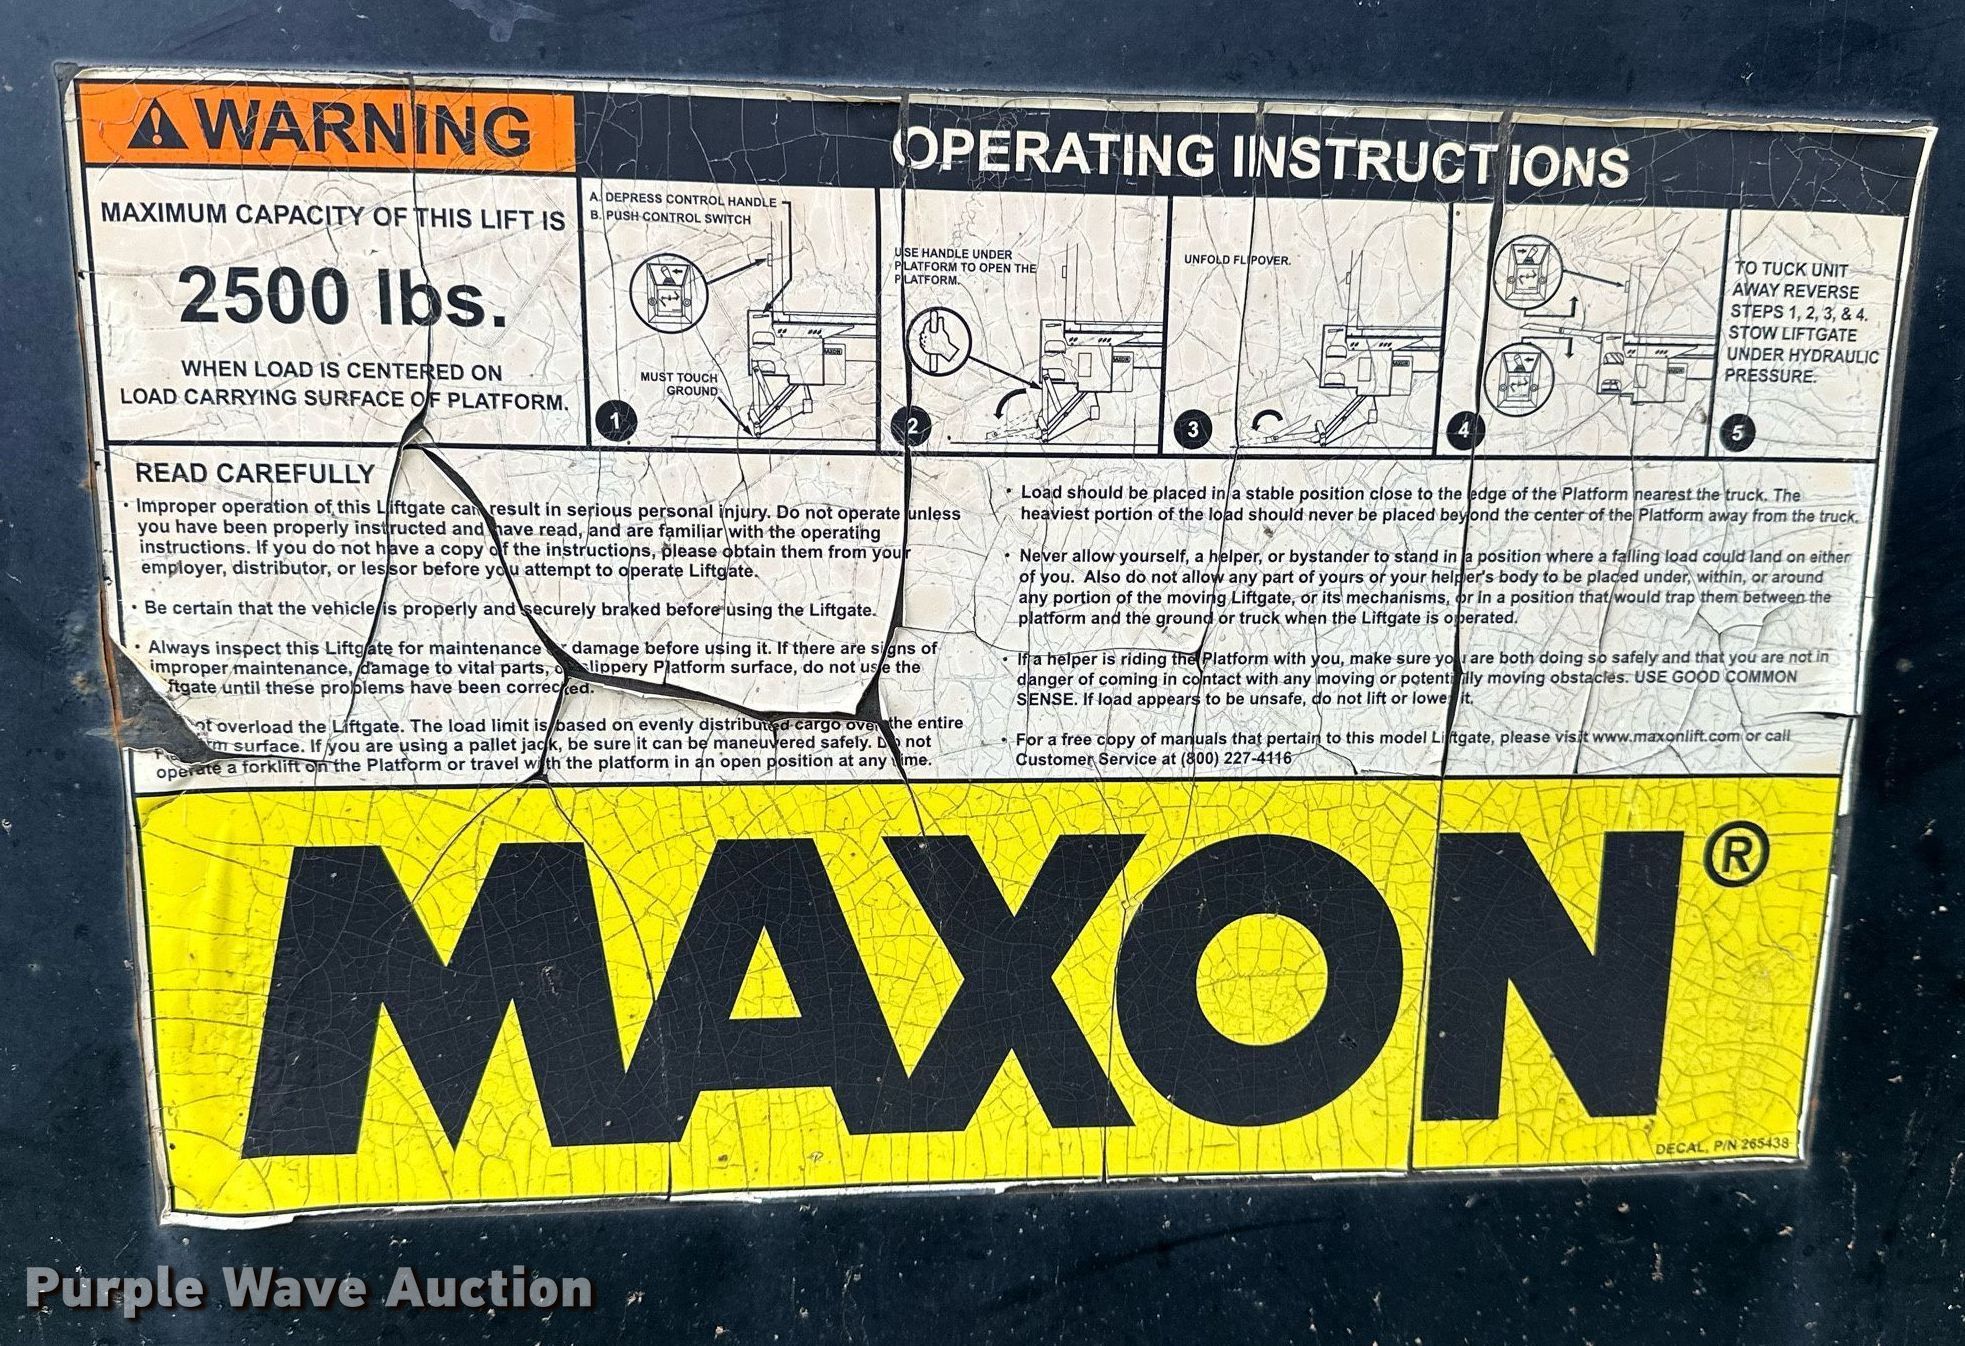 WARNING
OPERATING INSTRUCTIONS
MAXIMUM CAPACITY OF THIS LIFT IS
2500 lbs.
WHEN LOAD IS CENTERED ON
LOAD CARRYING SURFACE OF PLATFORM.
A. DEPRESS CONTROL HANDLE
B. PUSH CONTROL SWITCH
MUST TOUCH
GROUND
MAXON
1
USE HANDLE UNDER
PLATFORM TO OPEN THE
PLATFORM.
MAXON
2
UNFOLD FLIPOVER.
MAXON
3
MAXON
4
TO TUCK UNIT
AWAY REVERSE
STEPS 1, 2, 3, & 4.
STOW LIFTGATE
UNDER HYDRAULIC
PRESSURE.
5
READ CAREFULLY
• Improper operation of this Liftgate can result in serious personal injury. Do not operate unless
you have been properly instructed and have read, and are familiar with the operating
instructions. If you do not have a copy of the instructions, please obtain them from your
employer, distributor, or lessor before you attempt to operate Liftgate.
• Be certain that the vehicle is properly and securely braked before using the Liftgate.
• Always inspect this Liftgate for maintenance or damage before using it. If there are signs of
improper maintenance, damage to vital parts, or slippery Platform surface, do not use the
ftgate until these problems have been corrected.
ot overload the Liftgate. The load limit is based on evenly distributed cargo over the entire
rm surface. If you are using a pallet jack, be sure it can be maneuvered safely. Do not
operate a forklift on the Platform or travel with the platform in an open position at any time.
• Load should be placed in a stable position close to the edge of the Platform nearest the truck. The
heaviest portion of the load should never be placed beyond the center of the Platform away from the truck.
• Never allow yourself, a helper, or bystander to stand in a position where a falling load could land on either
of you. Also do not allow any part of yours or your helper's body to be placed under, within, or around
any portion of the moving Liftgate, or its mechanisms, or in a position that would trap them between the
platform and the ground or truck when the Liftgate is operated.
• If a helper is riding the Platform with you, make sure you are both doing so safely and that you are not in
danger of coming in contact with any moving or potentially moving obstacles. USE GOOD COMMON
SENSE. If load appears to be unsafe, do not lift or lower it.
• For a free copy of manuals that pertain to this model Liftgate, please visit www.maxonlift.com or call
Customer Service at (800) 227-4116
MAXON®
DECAL, P/N 265438
Purple Wave Auction